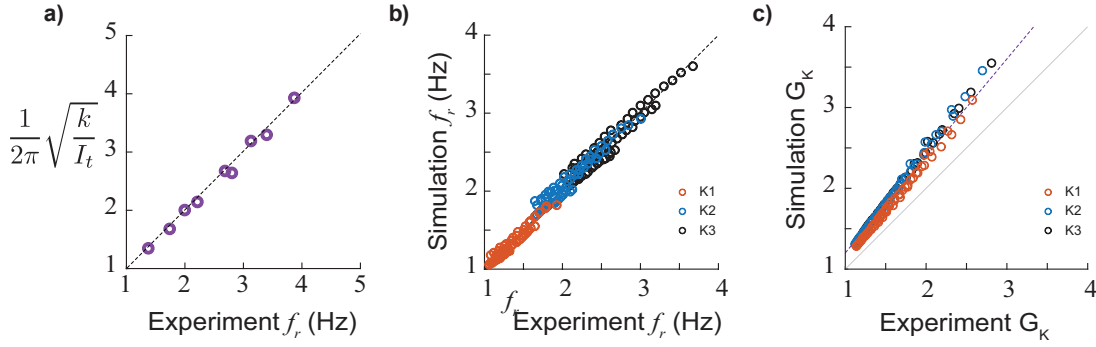 a)
5
4
3
2
1
1 2 3 4 5
1/2π √k/I_t
Experiment f_r (Hz)
b)
4
3
2
1
1 2 3 4
Simulation f_r (Hz)
K1
K2
K3
f_r
Experiment f_r (Hz)
c)
4
3
2
1
1 2 3 4
Simulation G_K
K1
K2
K3
Experiment G_K